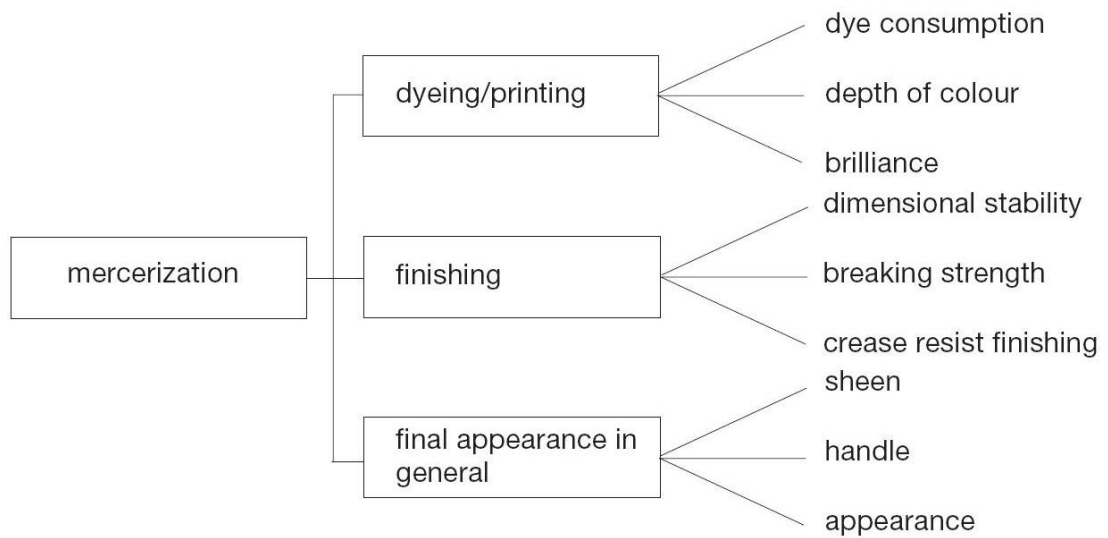 mercerization
dyeing/printing
dye consumption
depth of colour
brilliance
finishing
dimensional stability
breaking strength
crease resist finishing
final appearance in
general
sheen
handle
appearance